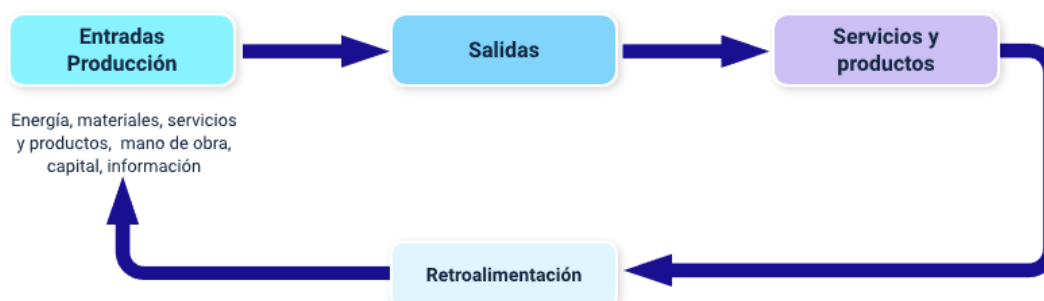 Entradas
Producción
Salidas
Servicios y
productos
Energía, materiales, servicios
y productos, mano de obra,
capital, información
Retroalimentación